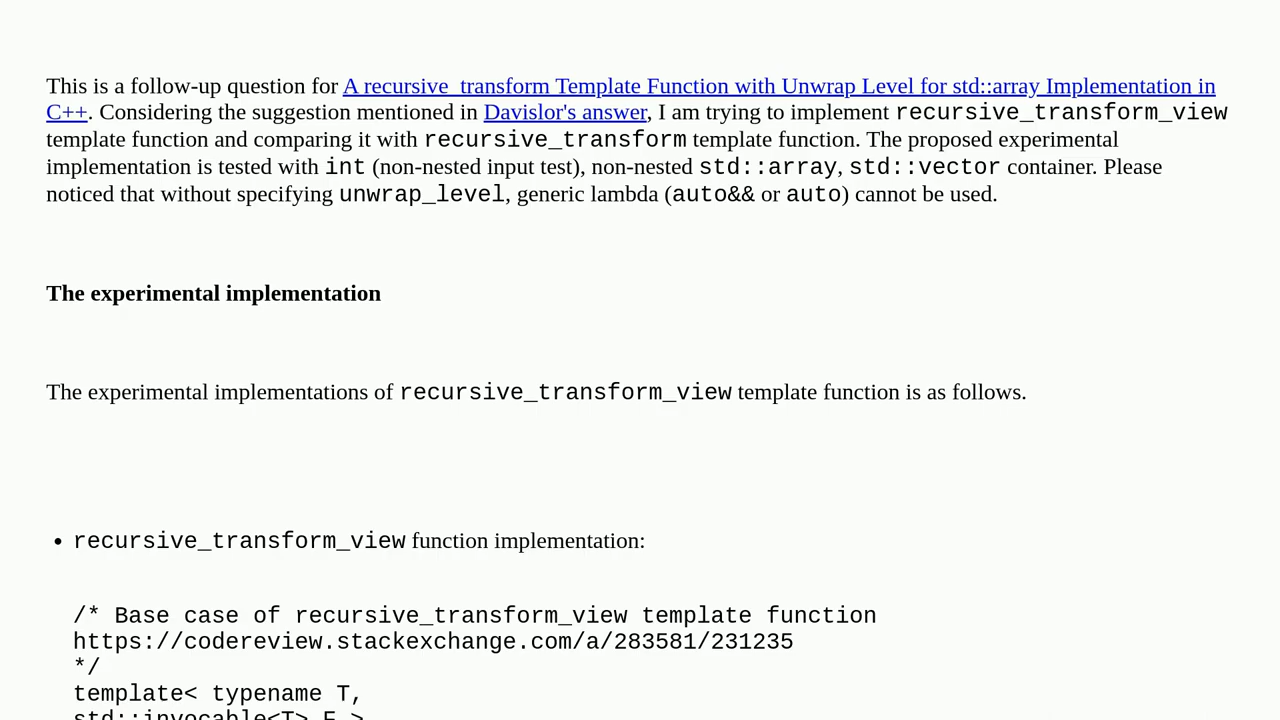 This is a follow-up question for A recursive_transform Template Function with Unwrap Level for std::array Implementation in
C++. Considering the suggestion mentioned in Davislor's answer, I am trying to implement recursive_transform_view
template function and comparing it with recursive_transform template function. The proposed experimental
implementation is tested with int (non-nested input test), non-nested std::array, std::vector container. Please
noticed that without specifying unwrap_level, generic lambda (auto&& or auto) cannot be used.
The experimental implementation
The experimental implementations of recursive_transform_view template function is as follows.
• recursive_transform_view function implementation:
/* Base case of recursive_transform_view template function
https://codereview.stackexchange.com/a/283581/231235
*/
template< typename T,
std::invocable<T> F >